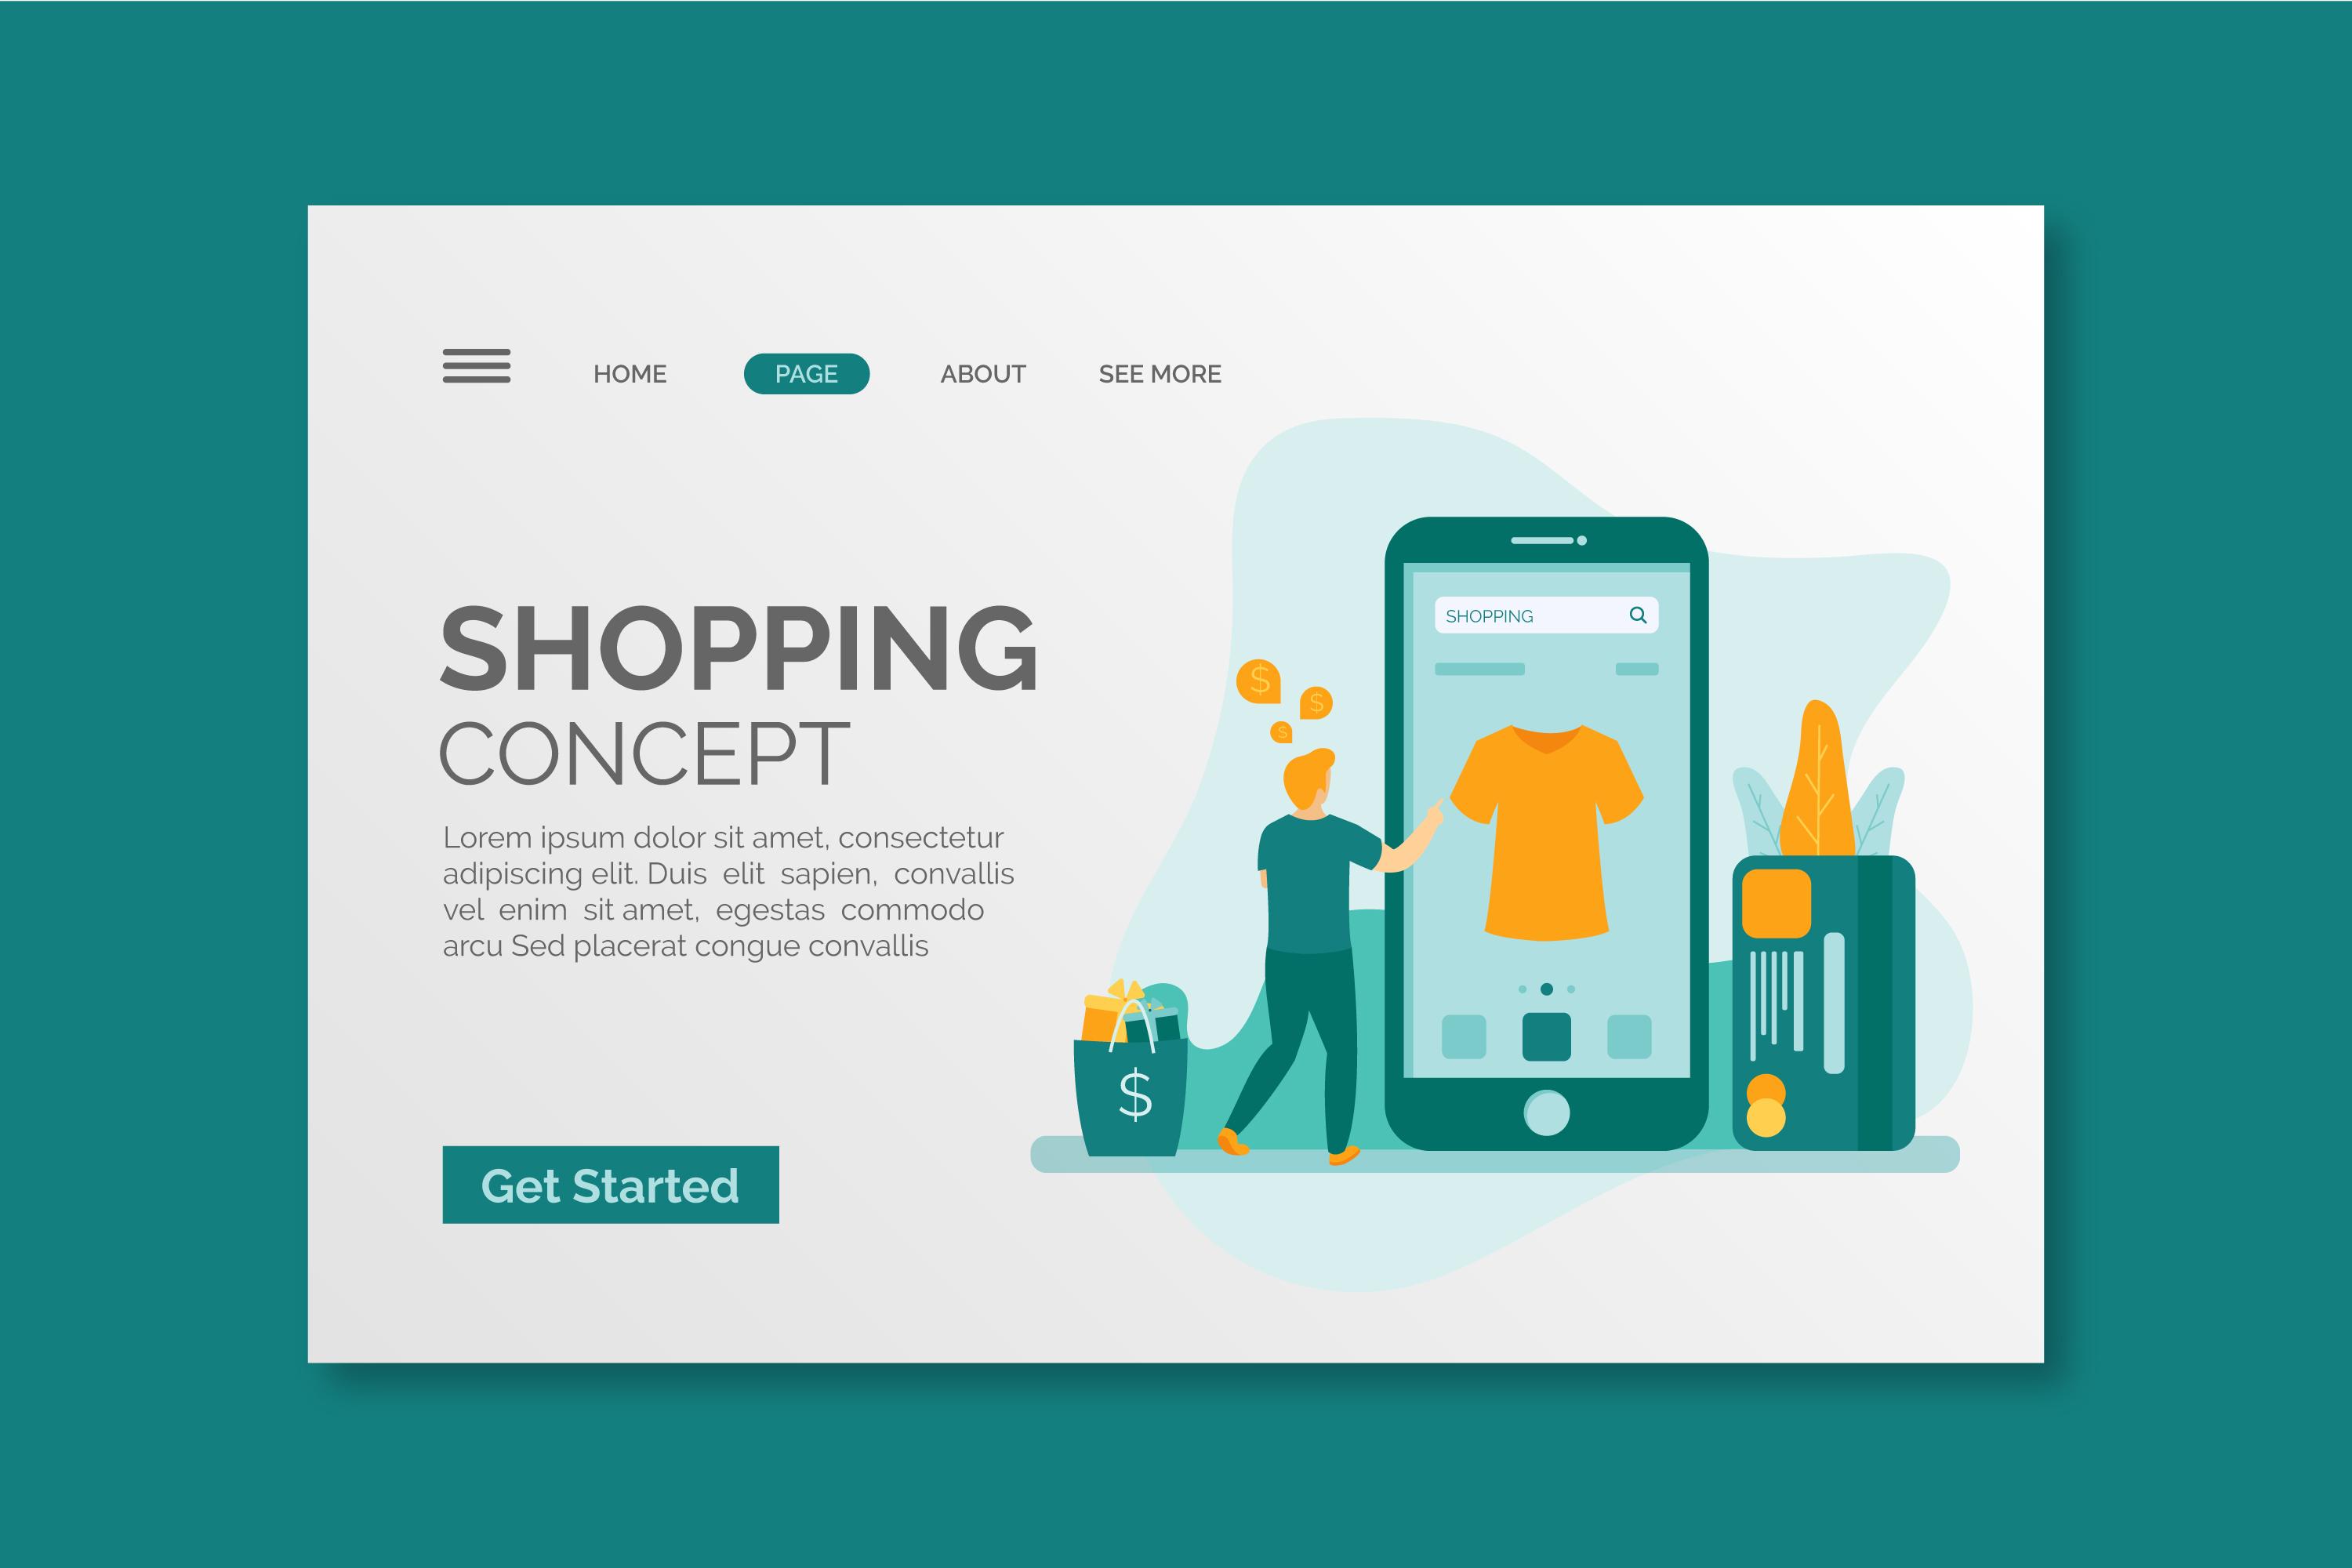 HOME PAGE ABOUT SEE MORE
SHOPPING
CONCEPT
Lorem ipsum dolor sit amet, consectetur
adipiscing elit. Duis elit sapien, convallis
vel enim sit amet, egestas commodo
arcu Sed placerat congue convallis
Get Started
SHOPPING
$
$
$
$